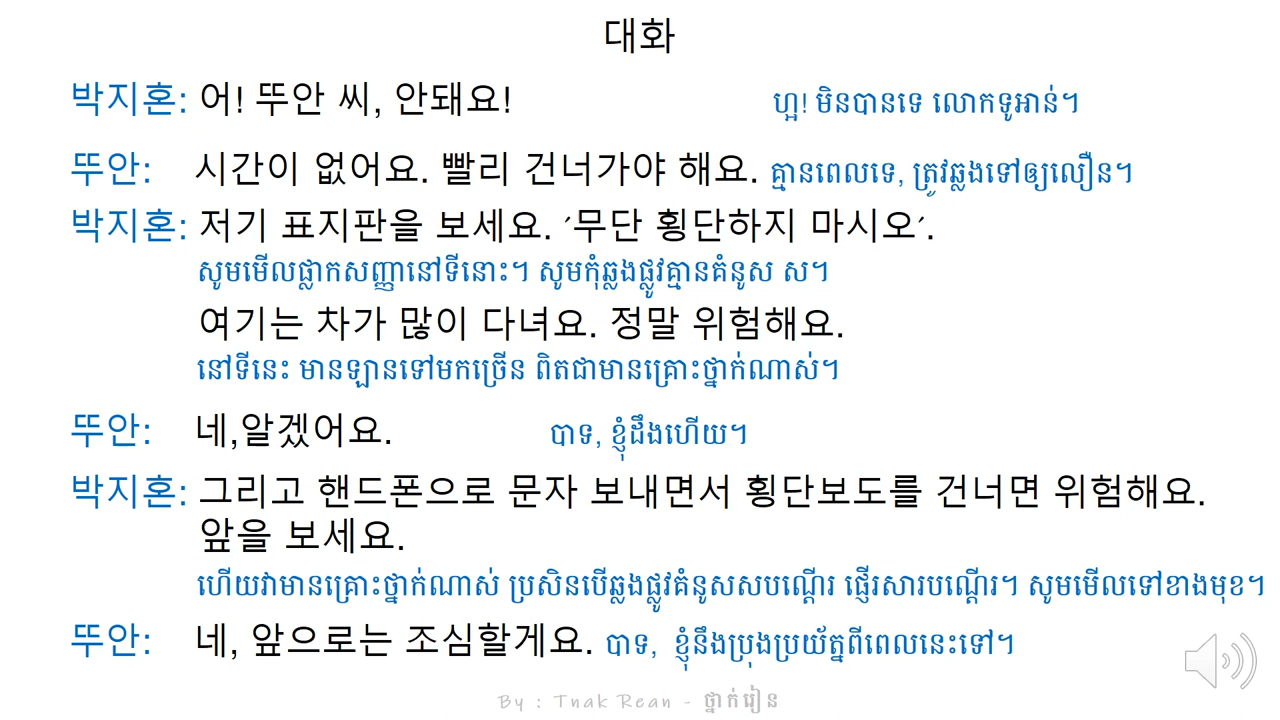 대화
박지혼: 어! 뚜안 씨, 안돼요! ហ្អ! មិនបានទេ លោកទូអាន់។
뚜안: 시간이 없어요. 빨리 건너가야 해요. គ្មានពេលទេ, ត្រូវឆ្លងទៅឲ្យលឿន។
박지혼: 저기 표지판을 보세요. ‘무단 횡단하지 마시오’.
សូមមើលផ្លាកសញ្ញានៅទីនោះ។ សូមកុំឆ្លងផ្លូវគ្មានគំនូស ស។
여기는 차가 많이 다녀요. 정말 위험해요.
នៅទីនេះ មានឡានទៅមកច្រើន ពិតជាមានគ្រោះថ្នាក់ណាស់។
뚜안: 네,알겠어요. បាទ, ខ្ញុំដឹងហើយ។
박지혼: 그리고 핸드폰으로 문자 보내면서 횡단보도를 건너면 위험해요.
앞을 보세요.
ហើយវាមានគ្រោះថ្នាក់ណាស់ ប្រសិនបើឆ្លងផ្លូវគំនូសសបណ្តើរ ផ្ញើរសារបណ្តើរ។ សូមមើលទៅខាងមុខ។
뚜안: 네, 앞으로는 조심할게요. បាទ, ខ្ញុំនឹងប្រុងប្រយ័ត្នពីពេលនេះទៅ។
By : Tnak Rean - ថ្នាក់រៀន